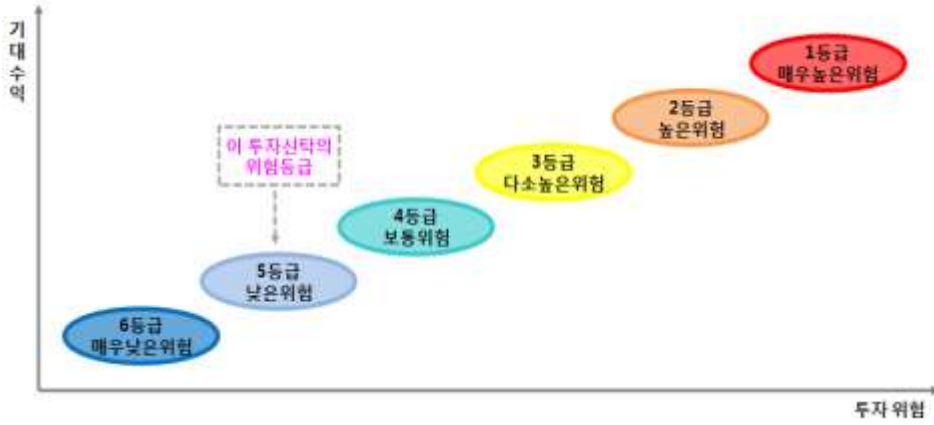 기대수익
1등급
매우높은위험
2등급
높은위험
이 투자신탁의
위험등급
3등급
다소높은위험
4등급
보통위험
5등급
낮은위험
6등급
매우낮은위험
투자 위험